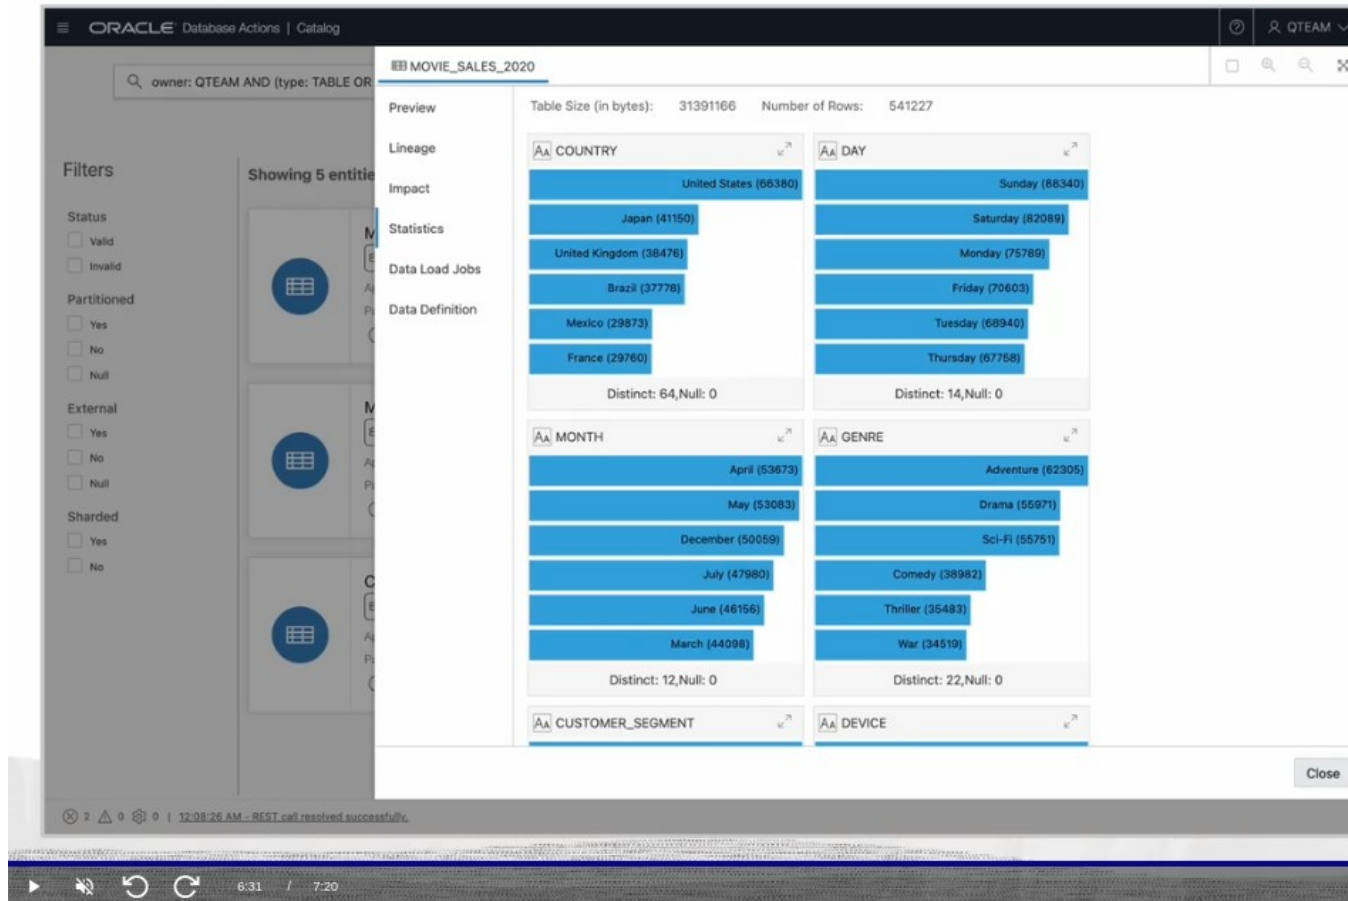 ORACLE Database Actions | Catalog
QTEAM
owner: QTEAM AND (type: TABLE OR
MOVIE_SALES_2020
Filters
Showing 5 entitie
Status
Valid
Invalid
Partitioned
Yes
No
Null
External
Yes
No
Null
Sharded
Yes
No
Preview
Lineage
Impact
Statistics
Data Load Jobs
Data Definition
Table Size (in bytes): 31391166 Number of Rows: 541227
COUNTRY
United States (66380)
Japan (41150)
United Kingdom (38476)
Brazil (37778)
Mexico (29873)
France (29760)
Distinct: 64,Null: 0
DAY
Sunday (88340)
Saturday (82089)
Monday (75789)
Friday (70603)
Tuesday (68940)
Thursday (67758)
Distinct: 14,Null: 0
MONTH
April (53673)
May (53083)
December (50059)
July (47980)
June (46156)
March (44098)
Distinct: 12,Null: 0
GENRE
Adventure (62305)
Drama (55971)
Sci-Fi (55751)
Comedy (38982)
Thriller (35483)
War (34519)
Distinct: 22,Null: 0
CUSTOMER_SEGMENT
DEVICE
Close
2 0 0 | 12:08:26 AM - REST call resolved successfully.
6:31 / 7:20